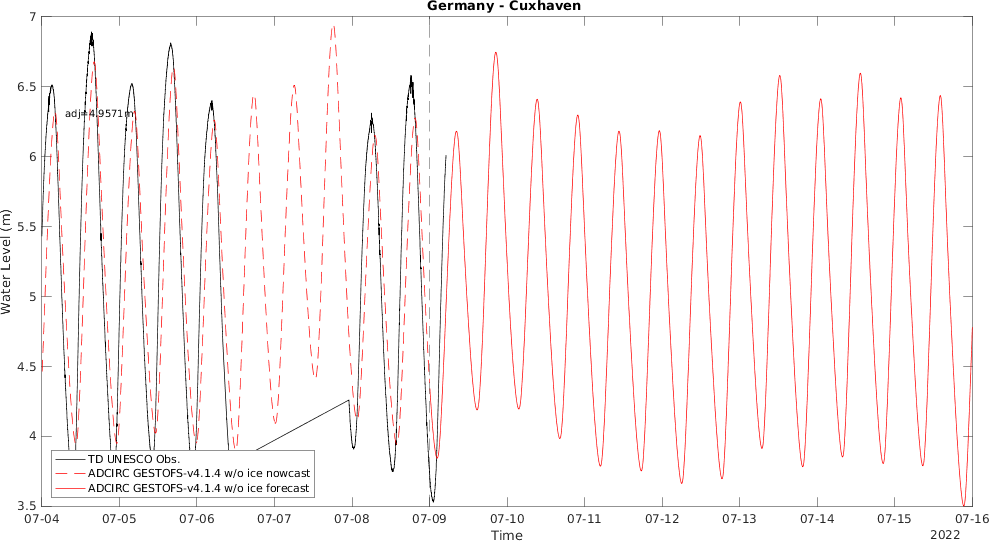 Germany - Cuxhaven
7
6.5
6
5.5
5
4.5
4
3.5
Water Level (m)
adj=4.9571m
TD UNESCO Obs.
ADCIRC GESTOFS-v4.1.4 w/o ice nowcast
ADCIRC GESTOFS-v4.1.4 w/o ice forecast
07-04 07-05 07-06 07-07 07-08 07-09 07-10 07-11 07-12 07-13 07-14 07-15 07-16
Time
2022